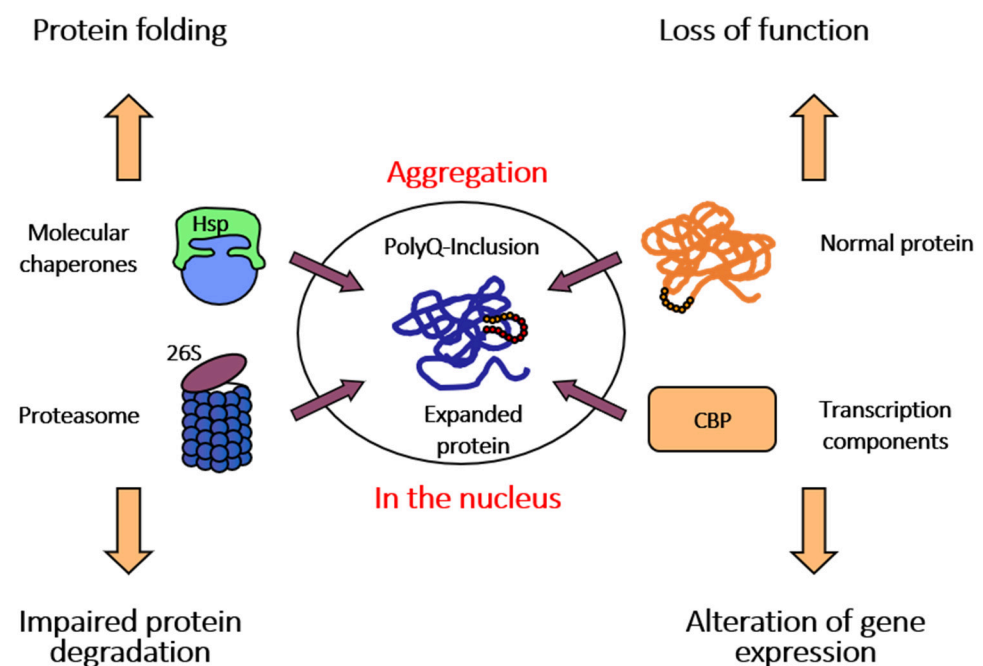 Protein folding
Loss of function
Aggregation
Molecular
chaperones
Hsp
PolyQ-Inclusion
Normal protein
26S
Proteasome
Expanded
protein
CBP
Transcription
components
In the nucleus
Impaired protein
degradation
Alteration of gene
expression